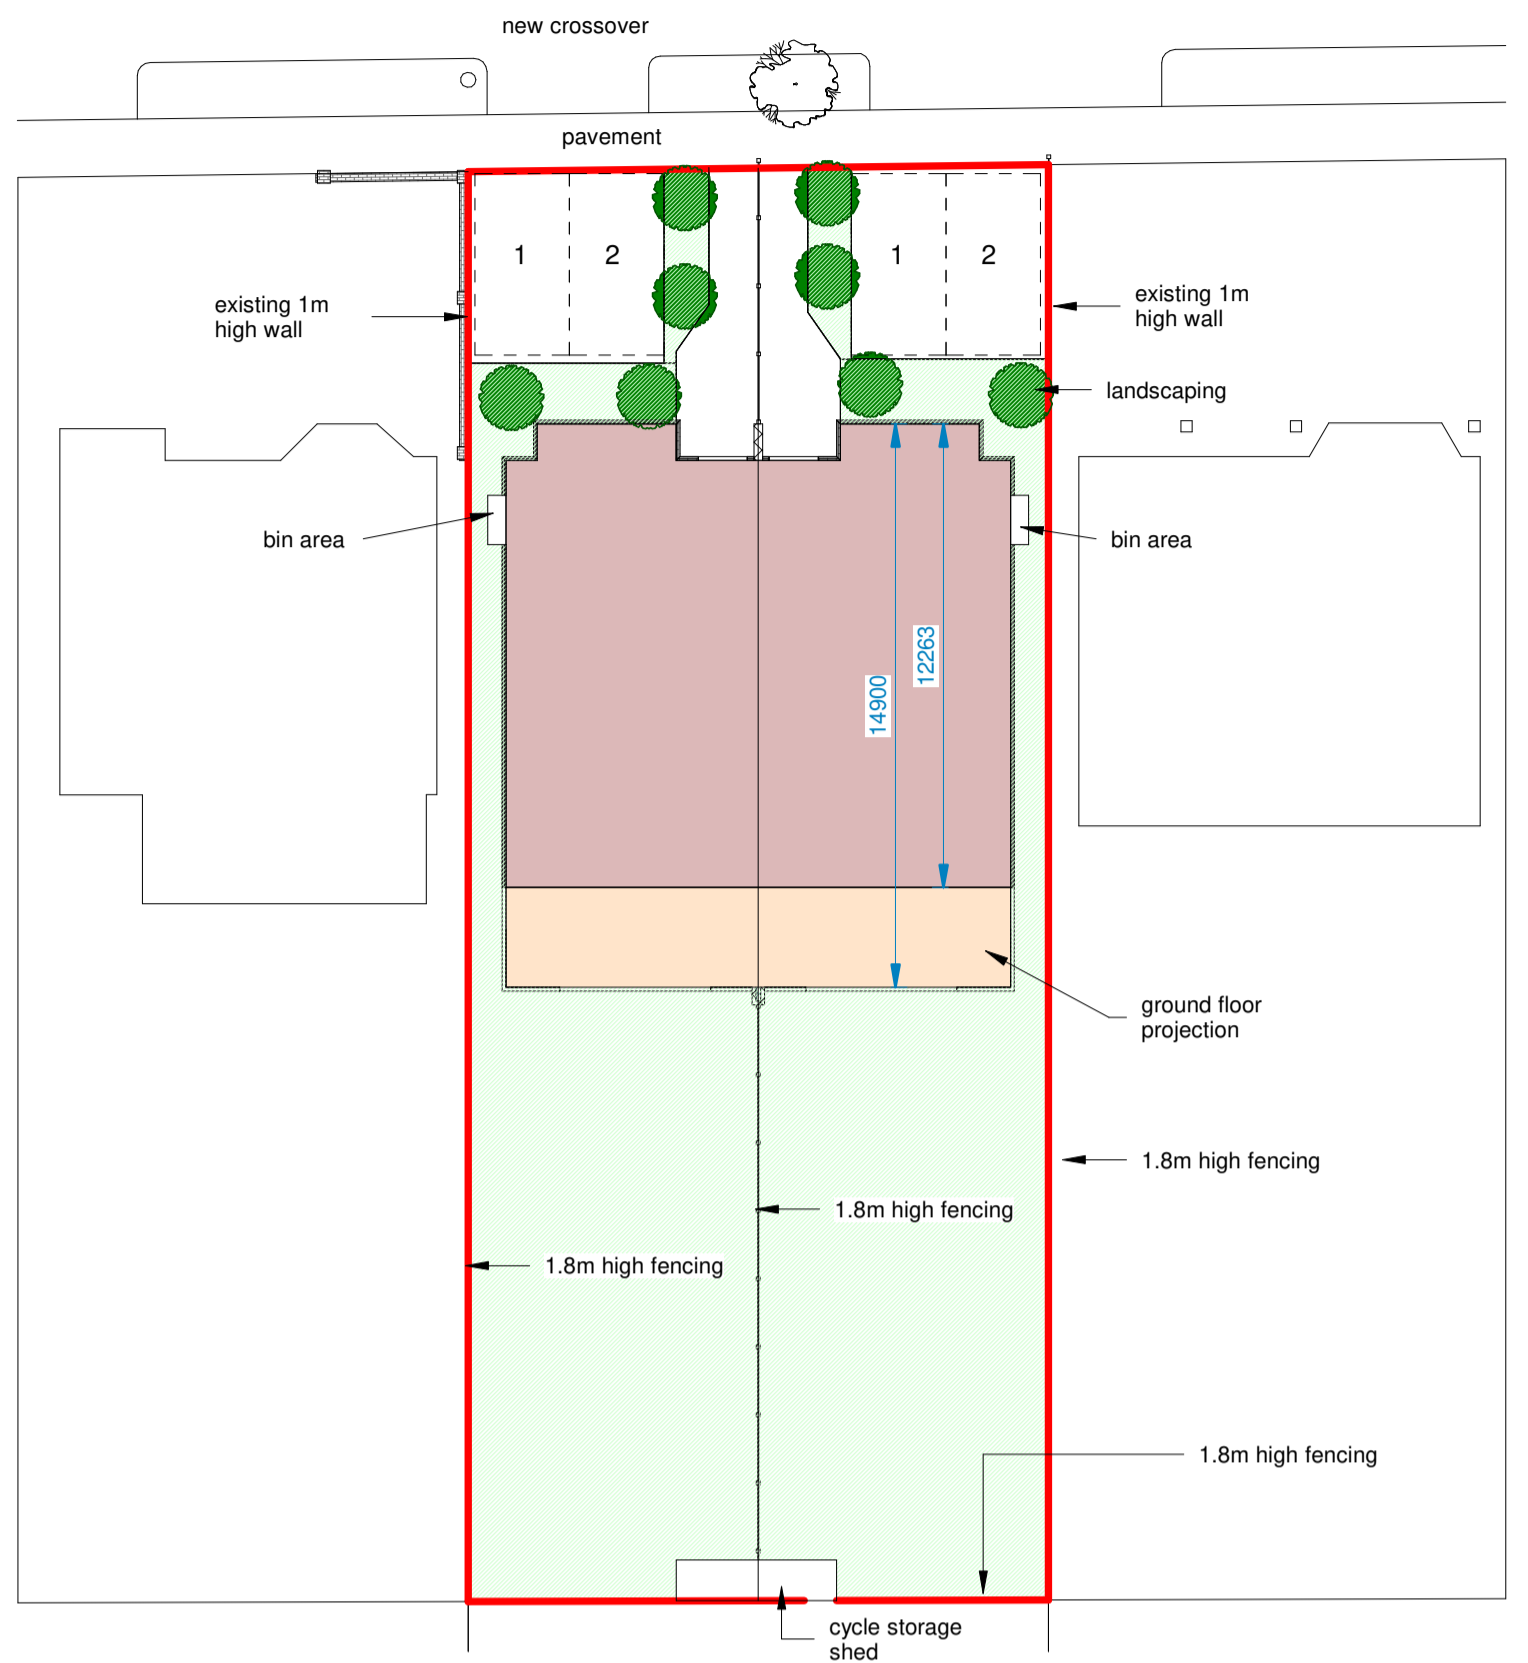 new crossover
pavement
1
2
1
2
existing 1m
high wall
existing 1m
high wall
landscaping
bin area
bin area
12263
14900
ground floor
projection
1.8m high fencing
1.8m high fencing
1.8m high fencing
1.8m high fencing
cycle storage
shed